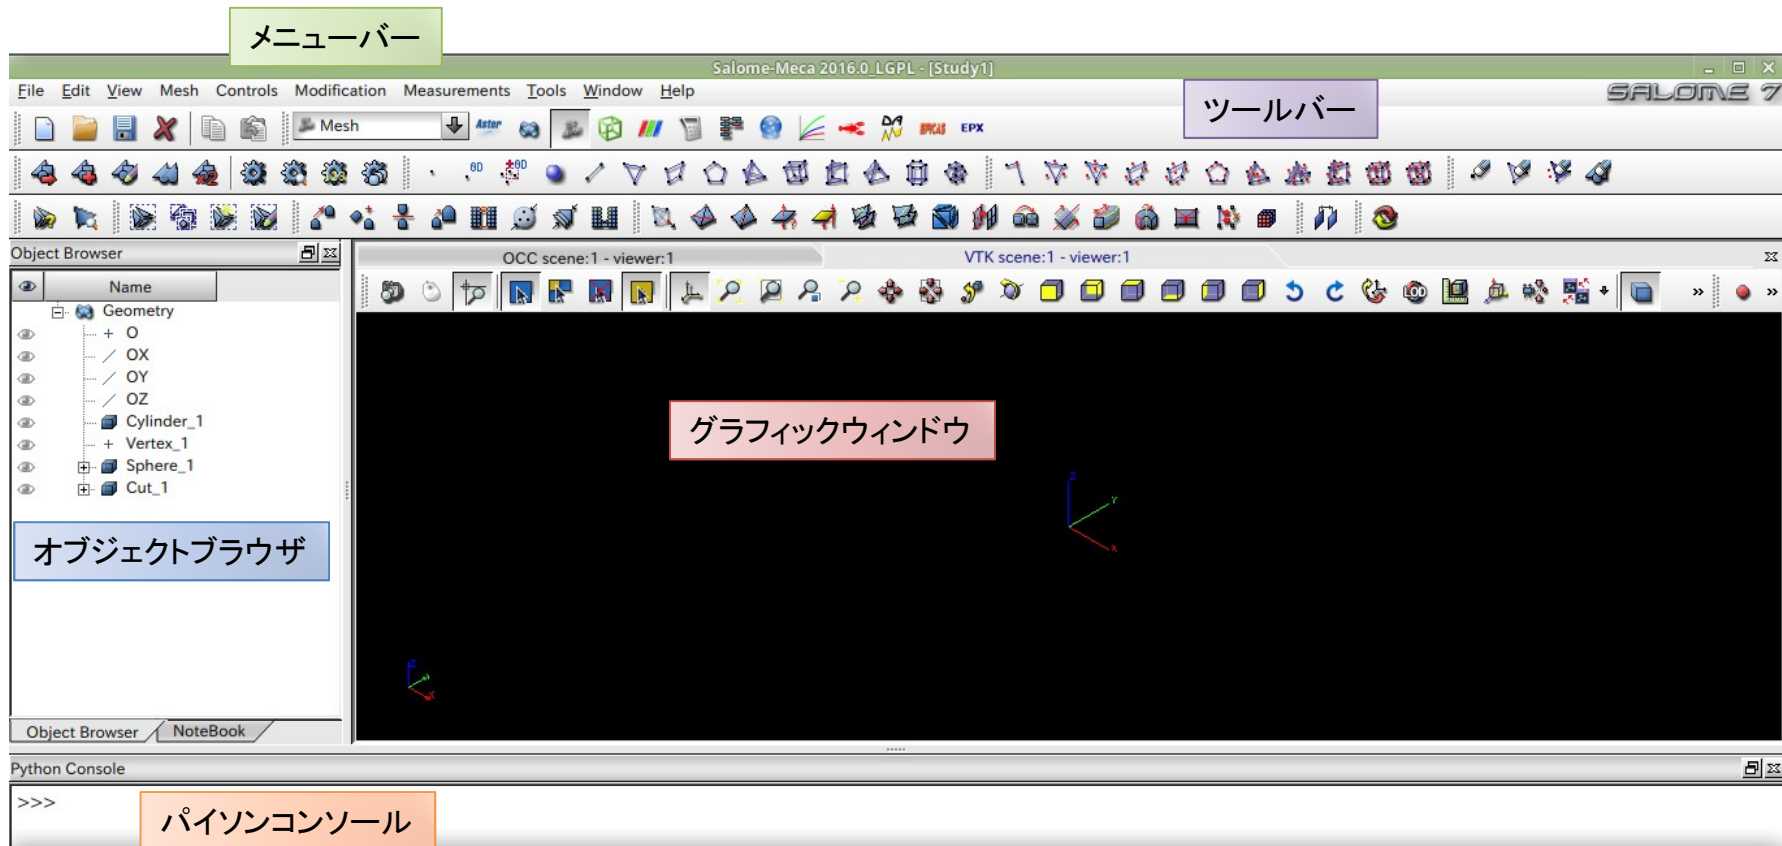 メニューバー
Salome-Meca 2016.0_LGPL - [Study1]
File Edit View Mesh Controls Modification Measurements Tools Window Help
SALOME 7
ツールバー
Mesh
Aster
EFICAS
EPX
0D
0D
Object Browser
OCC scene:1 - viewer:1
VTK scene:1 - viewer:1
Name
LOD
Geometry
O
OX
OY
OZ
Cylinder_1
Vertex_1
Sphere_1
Cut_1
グラフィックウィンドウ
Z
Y
X
オブジェクトブラウザ
Z
X
Object Browser
NoteBook
Python Console
>>>
パイソンコンソール